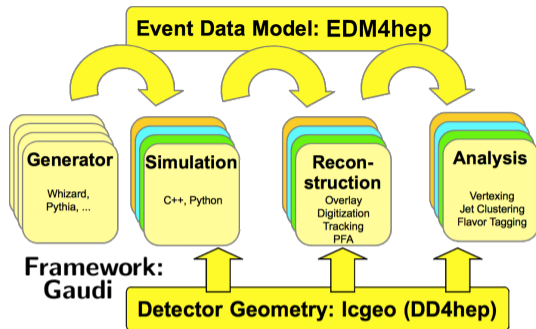 Event Data Model: EDM4hep
Generator
Whizard,
Pythia, ...
Simulation
C++, Python
Recon-
struction
Overlay
Digitization
Tracking
PFA
Analysis
Vertexing
Jet Clustering
Flavor Tagging
Framework:
Gaudi
Detector Geometry: lcgeo (DD4hep)